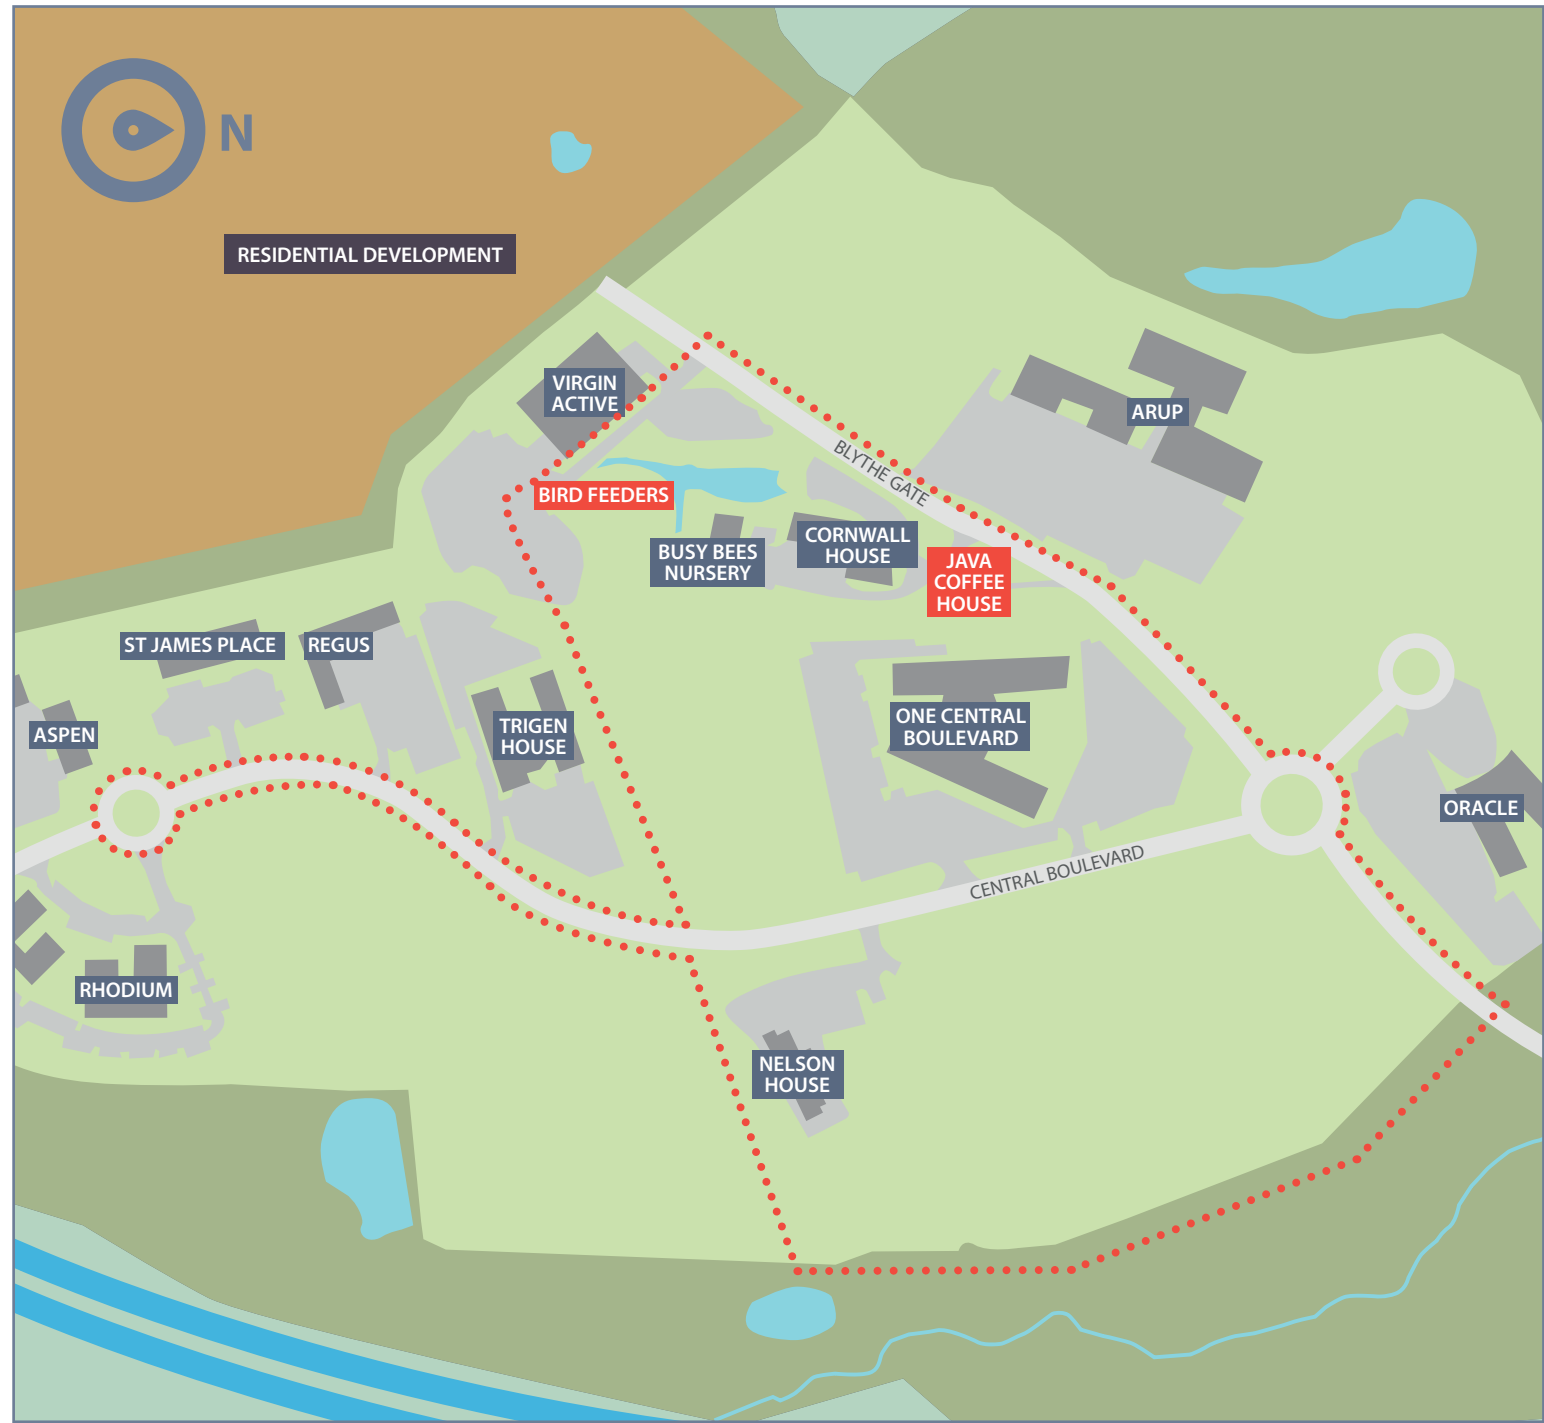 N
RESIDENTIAL DEVELOPMENT
VIRGIN
ACTIVE
ARUP
BLYTHE GATE
BIRD FEEDERS
BUSY BEES
NURSERY
CORNWALL
HOUSE
JAVA
COFFEE
HOUSE
ST JAMES PLACE
REGUS
ASPEN
TRIGEN
HOUSE
ONE CENTRAL
BOULEVARD
ORACLE
CENTRAL BOULEVARD
RHODIUM
NELSON
HOUSE